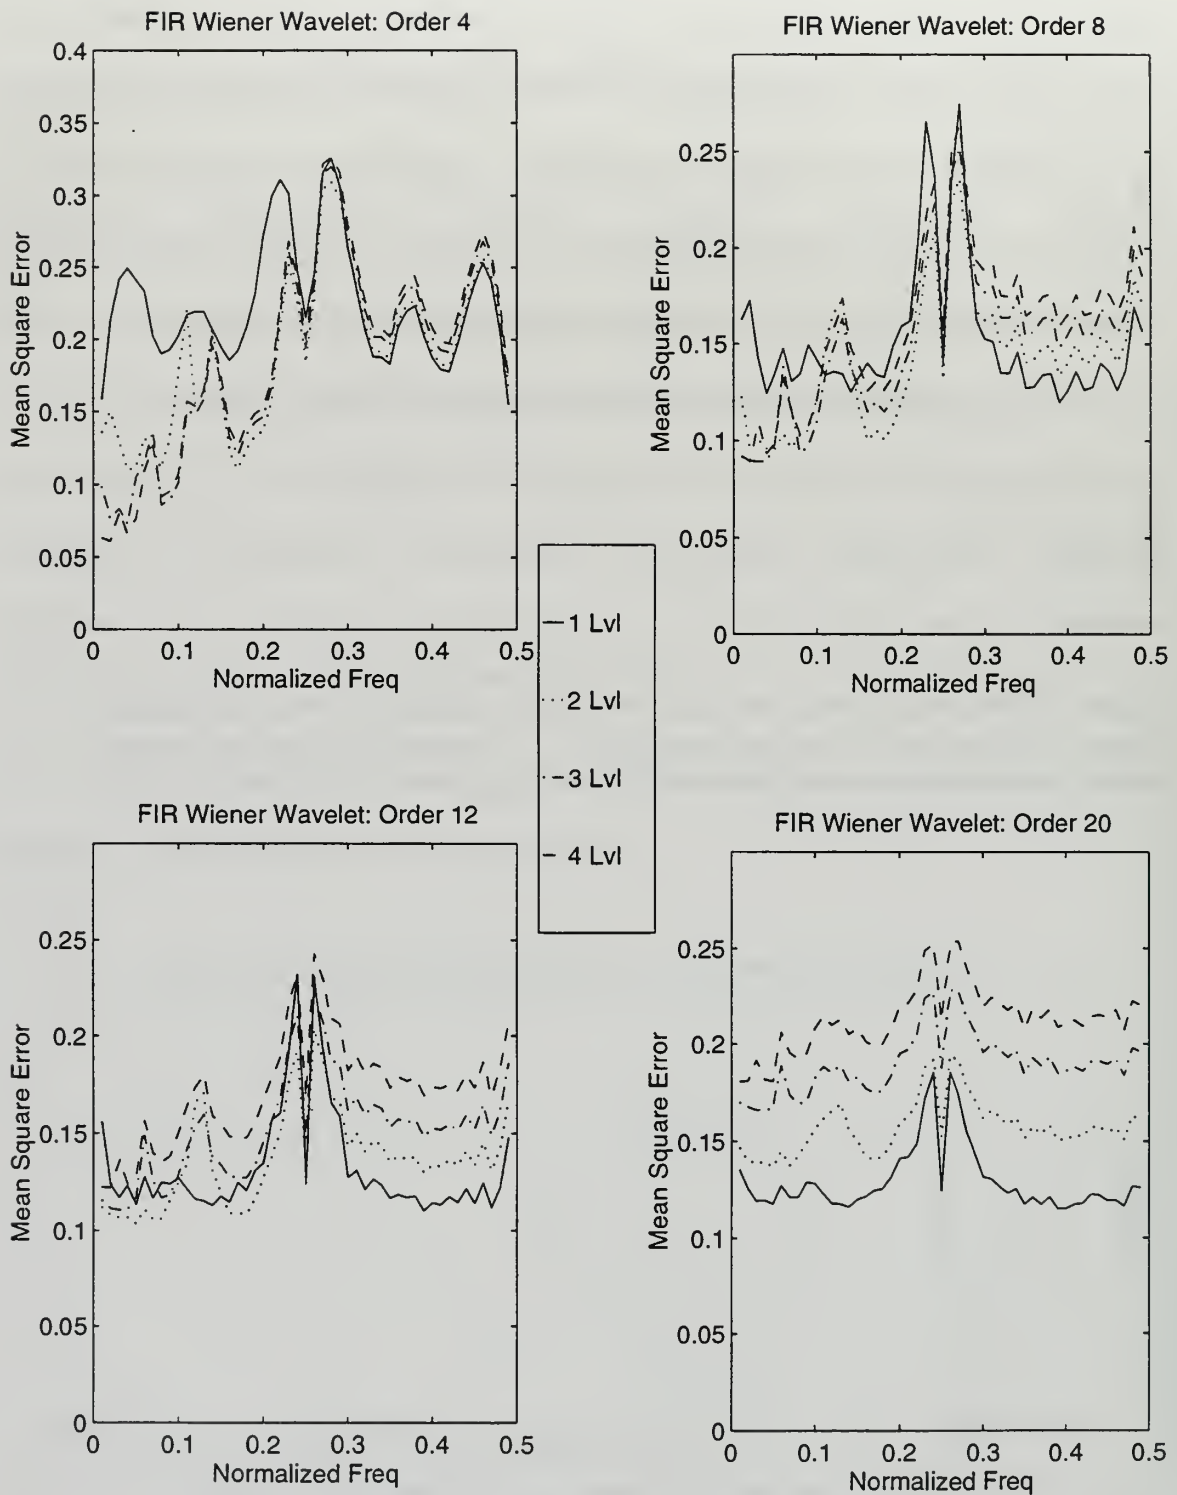 FIR Wiener Wavelet: Order 4
0.4
0.35
0.3
0.25
0.2
0.15
0.1
0.05
0
Mean Square Error
0 0.1 0.2 0.3 0.4 0.5
Normalized Freq
FIR Wiener Wavelet: Order 8
0.25
0.2
0.15
0.1
0.05
0
Mean Square Error
0 0.1 0.2 0.3 0.4 0.5
Normalized Freq
1 Lvl
2 Lvl
3 Lvl
4 Lvl
FIR Wiener Wavelet: Order 12
0.25
0.2
0.15
0.1
0.05
0
Mean Square Error
0 0.1 0.2 0.3 0.4 0.5
Normalized Freq
FIR Wiener Wavelet: Order 20
0.25
0.2
0.15
0.1
0.05
0
Mean Square Error
0 0.1 0.2 0.3 0.4 0.5
Normalized Freq